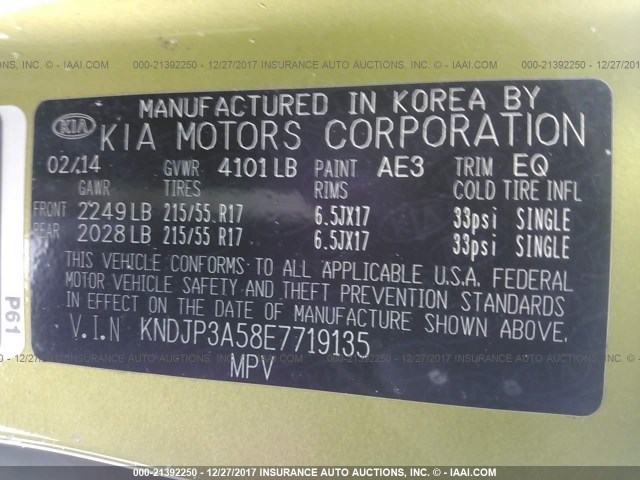 000-21392250 - 12/27/2017 INSURANCE AUTO AUCTIONS, INC. - © - IAAI.COM
MANUFACTURED IN KOREA BY
KIA KIA MOTORS CORPORATION
02/14 GVWR 4101LB PAINT AE3 TRIM EQ
GAWR TIRES RIMS COLD TIRE INFL
FRONT 2249LB 215/55 R17 6.5JX17 33psi SINGLE
REAR 2028LB 215/55 R17 6.5JX17 33psi SINGLE
THIS VEHICLE CONFORMS TO ALL APPLICABLE U.S.A. FEDERAL
MOTOR VEHICLE SAFETY AND THEFT PREVENTION STANDARDS
IN EFFECT ON THE DATE OF MANUFACTURE SHOWN ABOVE.
V.I.N KNDJP3A58E7719135
MPV
P61
000-21392250 - 12/27/2017 INSURANCE AUTO AUCTIONS, INC. - © - IAAI.COM